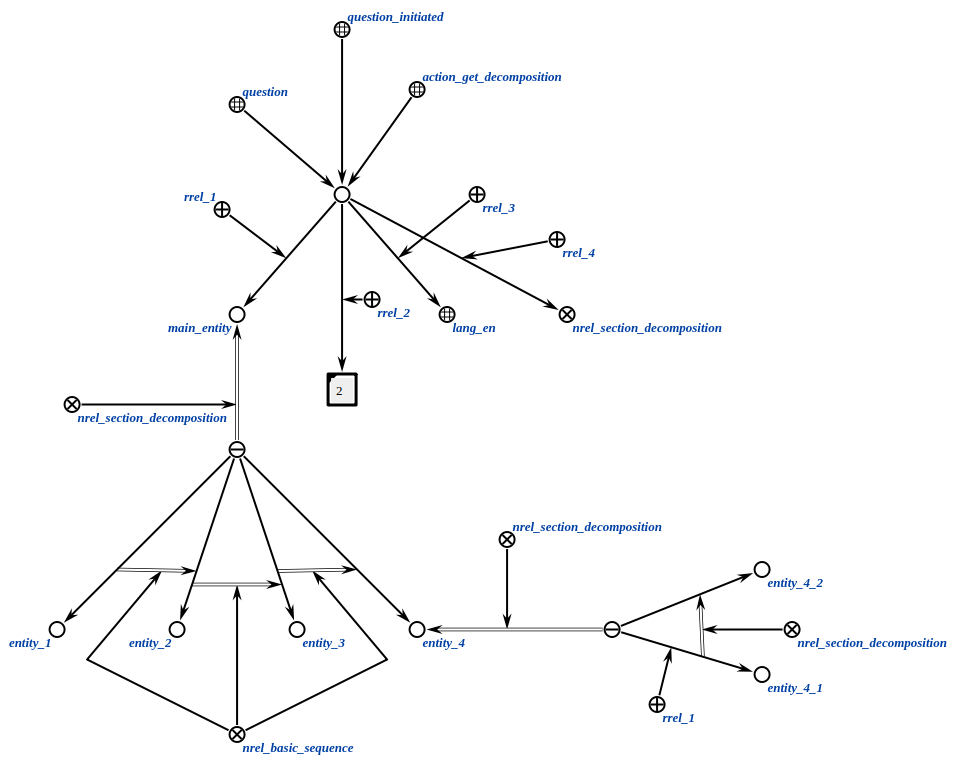 question_initiated
action_get_decomposition
question
rrel_1
rrel_3
rrel_4
rrel_2
main_entity
lang_en
nrel_section_decomposition
2
nrel_section_decomposition
nrel_section_decomposition
entity_4_2
entity_1
entity_2
entity_3
entity_4
nrel_section_decomposition
entity_4_1
rrel_1
nrel_basic_sequence